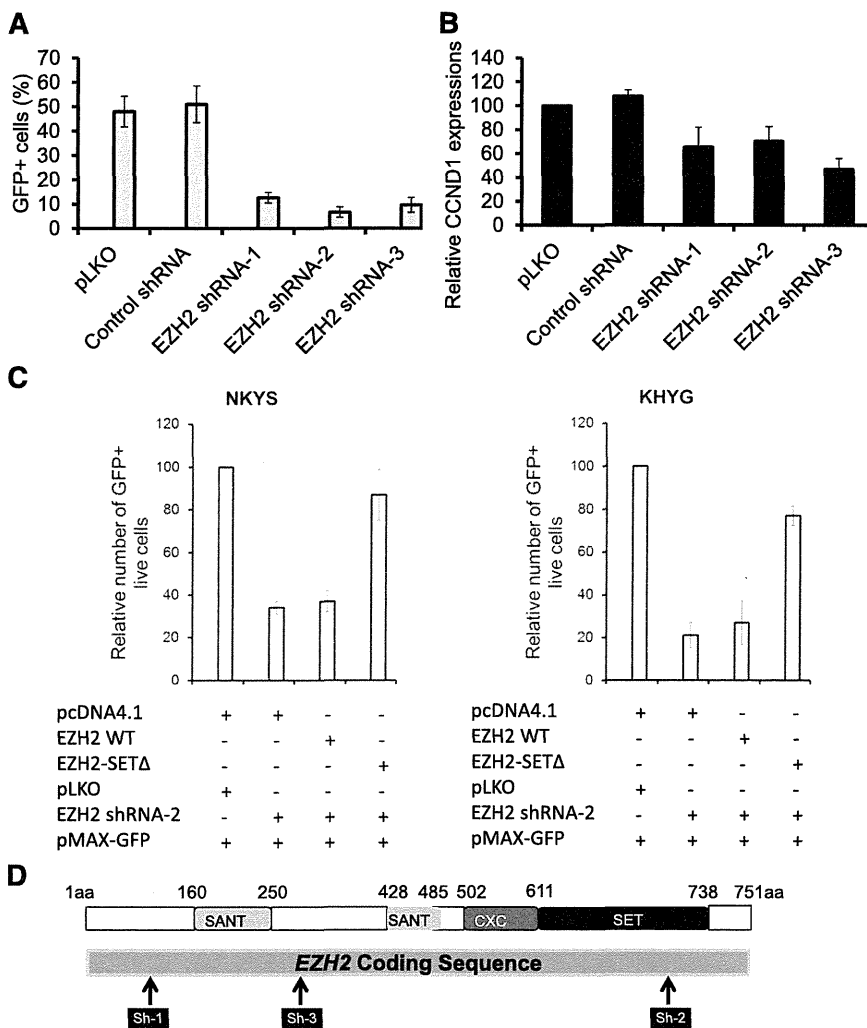 A
GFP+ cells (%)
70
60
50
40
30
20
10
0
pLKO
Control shRNA
EZH2 shRNA-1
EZH2 shRNA-2
EZH2 shRNA-3
B
Relative CCND1 expressions
140
120
100
80
60
40
20
0
pLKO
Control shRNA
EZH2 shRNA-1
EZH2 shRNA-2
EZH2 shRNA-3
C
NKYS
Relative number of GFP+
live cells
120
100
80
60
40
20
0
pcDNA4.1 + + - -
EZH2 WT - - + -
EZH2-SETΔ - - - +
pLKO + - - -
EZH2 shRNA-2 - + + +
pMAX-GFP + + + +
KHYG
Relative number of GFP+
live cells
120
100
80
60
40
20
0
pcDNA4.1 + + - -
EZH2 WT - - + -
EZH2-SETΔ - - - +
pLKO + - - -
EZH2 shRNA-2 - + + +
pMAX-GFP + + + +
D
1aa 160 250 428 485 502 611 738 751aa
SANT SANT CXC SET
EZH2 Coding Sequence
Sh-1 Sh-3 Sh-2